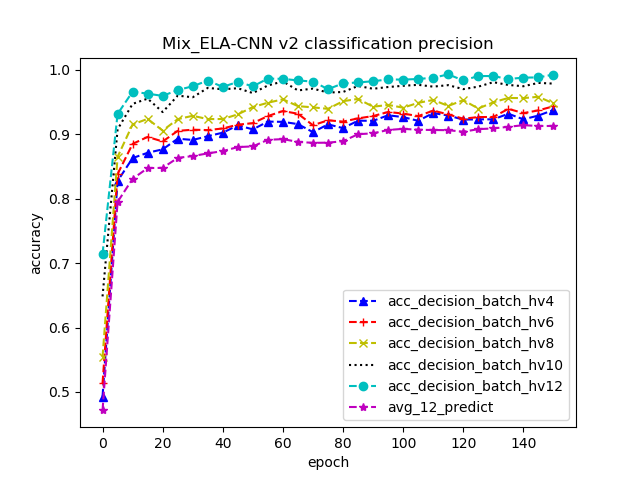 Mix_ELA-CNN v2 classification precision
accuracy
1.0
0.9
0.8
0.7
0.6
0.5
acc_decision_batch_hv4
acc_decision_batch_hv6
acc_decision_batch_hv8
acc_decision_batch_hv10
acc_decision_batch_hv12
avg_12_predict
0 20 40 60 80 100 120 140
epoch